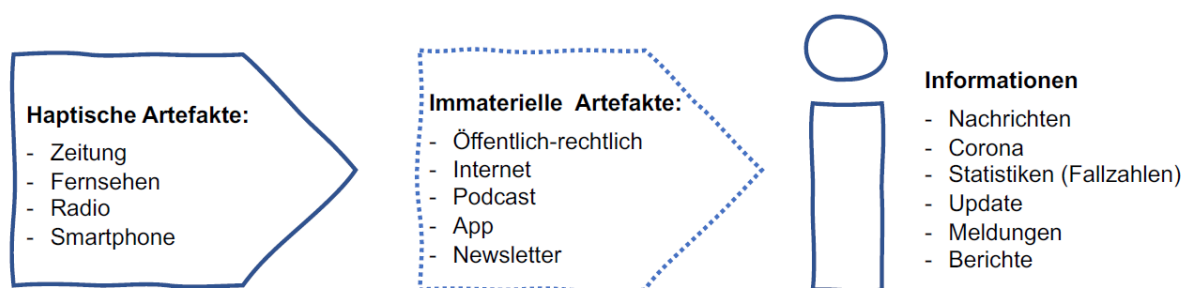 Haptische Artefakte:
- Zeitung
- Fernsehen
- Radio
- Smartphone
Immaterielle Artefakte:
- Öffentlich-rechtlich
- Internet
- Podcast
- App
- Newsletter
Informationen
- Nachrichten
- Corona
- Statistiken (Fallzahlen)
- Update
- Meldungen
- Berichte